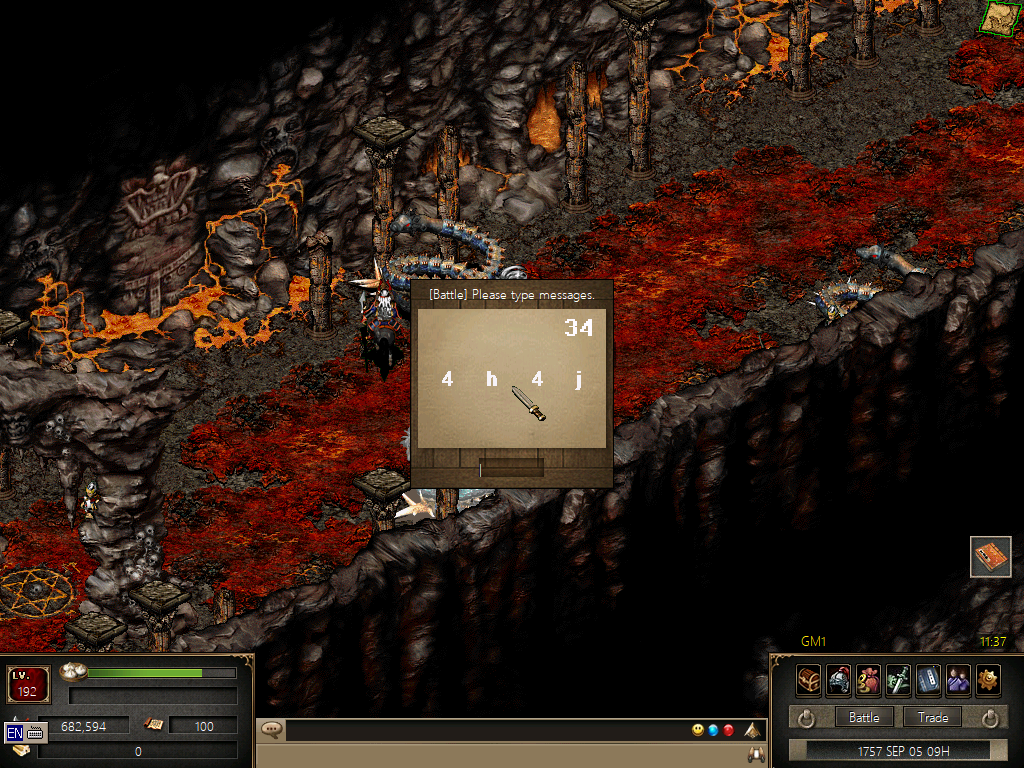 [Battle] Please type messages.
34
4 h 4 j
GM1 11:37
LV.
192
EN
682,594 100
0
Battle Trade
1757 SEP 05 09H